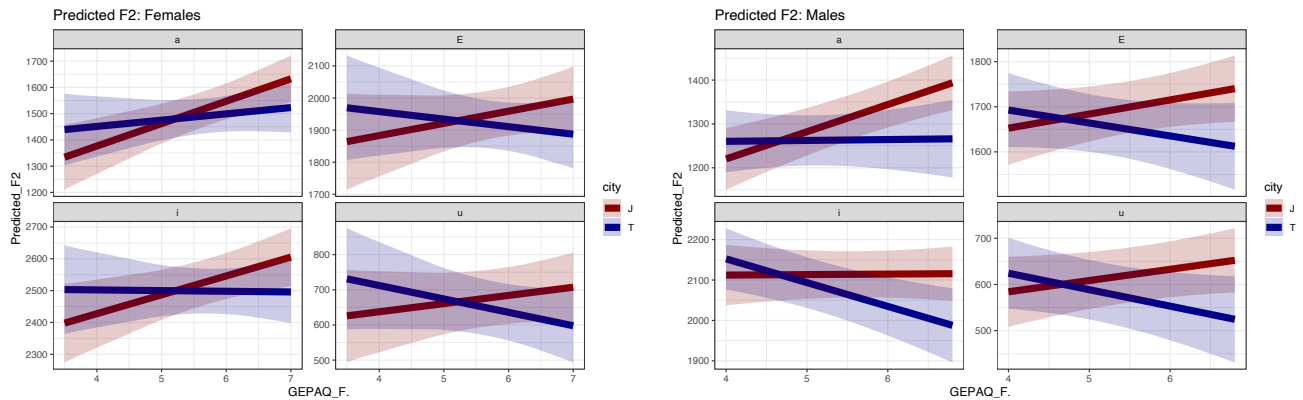 Predicted F2: Females
a
E
1700
1600
1500
1400
1300
1200
2100
2000
1900
1800
1700
i
u
2700
2600
2500
2400
2300
800
700
600
500
4
5
6
7
4
5
6
7
Predicted_F2
GEPAQ_F.
city
J
T
Predicted F2: Males
a
E
1400
1300
1200
1800
1700
1600
i
u
2200
2100
2000
1900
700
600
500
4
5
6
4
5
6
Predicted_F2
GEPAQ_F.
city
J
T